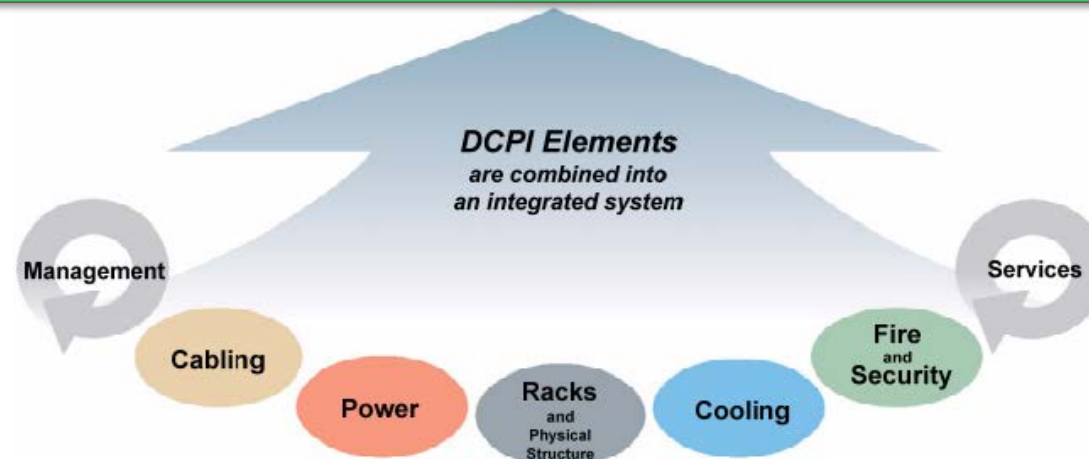 DCPI Elements
are combined into
an integrated system
Management
Services
Cabling
Power
Racks
and
Physical
Structure
Cooling
Fire
and
Security